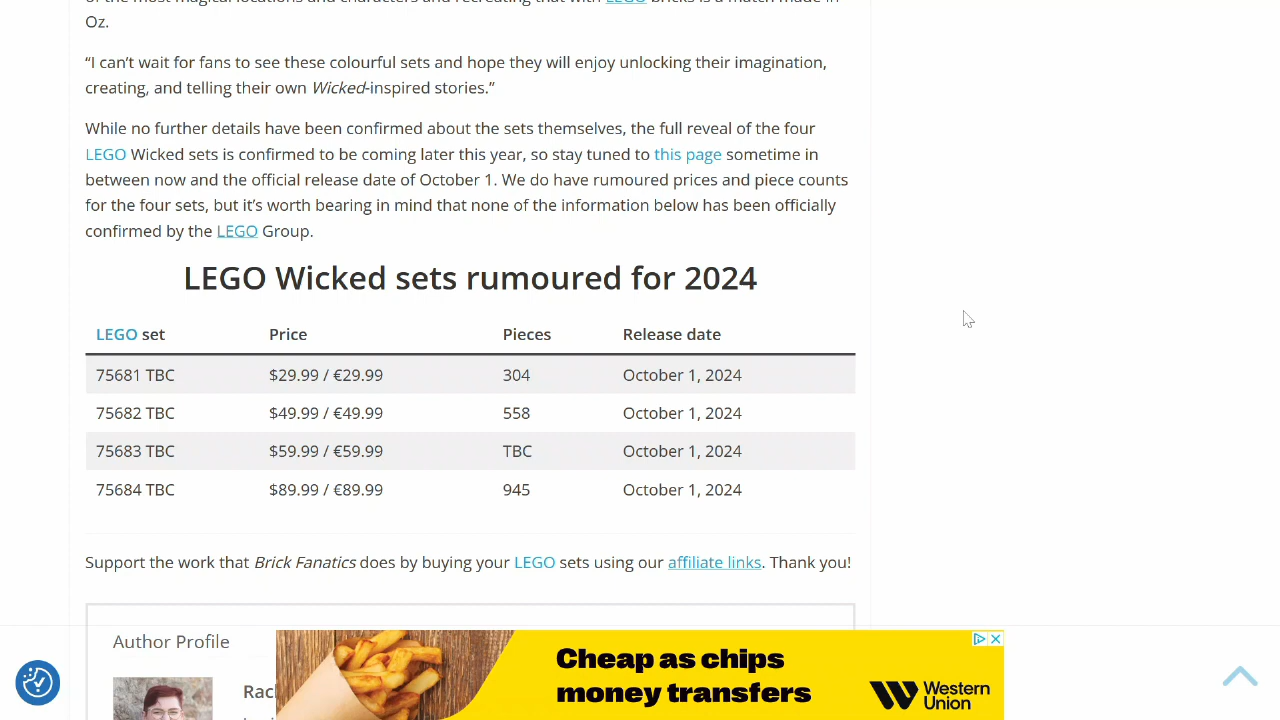 Oz.
“I can’t wait for fans to see these colourful sets and hope they will enjoy unlocking their imagination,
creating, and telling their own Wicked-inspired stories.”
While no further details have been confirmed about the sets themselves, the full reveal of the four
LEGO Wicked sets is confirmed to be coming later this year, so stay tuned to this page sometime in
between now and the official release date of October 1. We do have rumoured prices and piece counts
for the four sets, but it’s worth bearing in mind that none of the information below has been officially
confirmed by the LEGO Group.
LEGO Wicked sets rumoured for 2024
LEGO set Price Pieces Release date
75681 TBC $29.99 / €29.99 304 October 1, 2024
75682 TBC $49.99 / €49.99 558 October 1, 2024
75683 TBC $59.99 / €59.99 TBC October 1, 2024
75684 TBC $89.99 / €89.99 945 October 1, 2024
Support the work that Brick Fanatics does by buying your LEGO sets using our affiliate links. Thank you!
Author Profile
Cheap as chips
money transfers
Western
Union